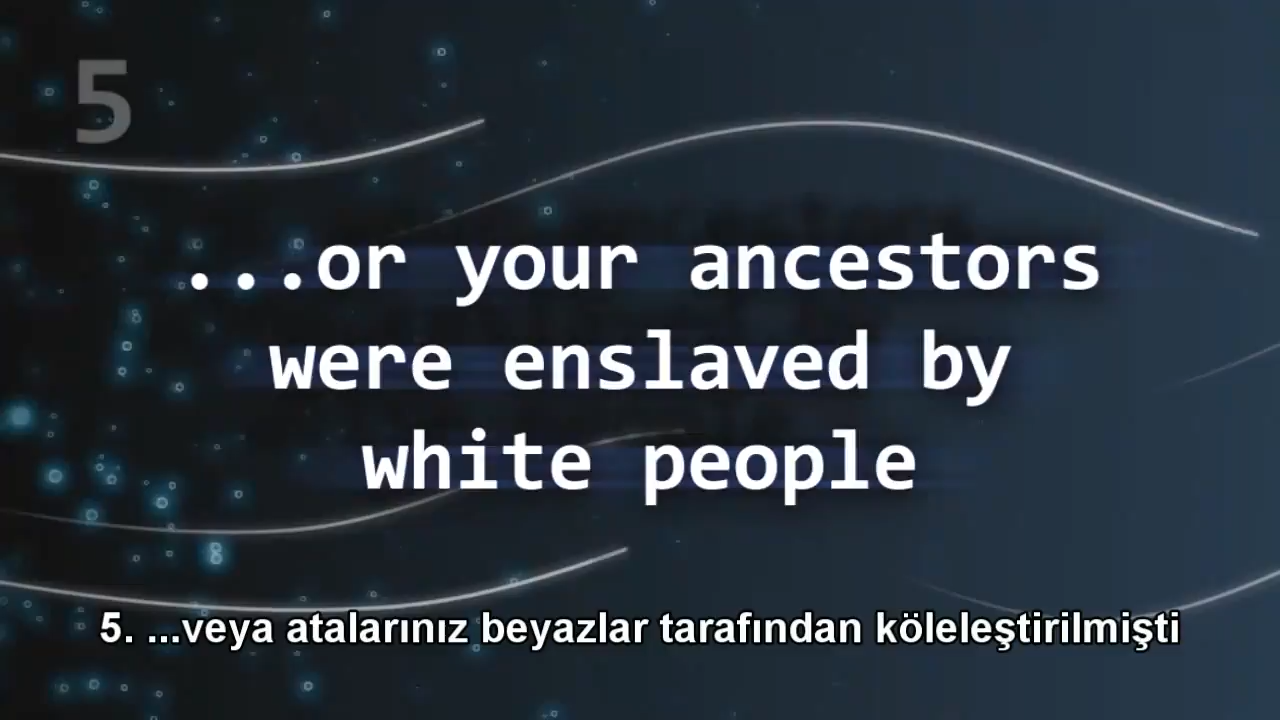 5
...or your ancestors
were enslaved by
white people
5. ...veya atalarınız beyazlar tarafından köleleştirilmişti